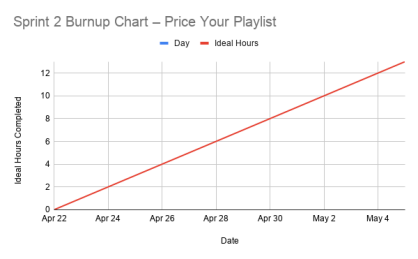 Sprint 2 Burnup Chart – Price Your Playlist
Day Ideal Hours
Ideal Hours Completed
12
10
8
6
4
2
0
Apr 22 Apr 24 Apr 26 Apr 28 Apr 30 May 2 May 4
Date